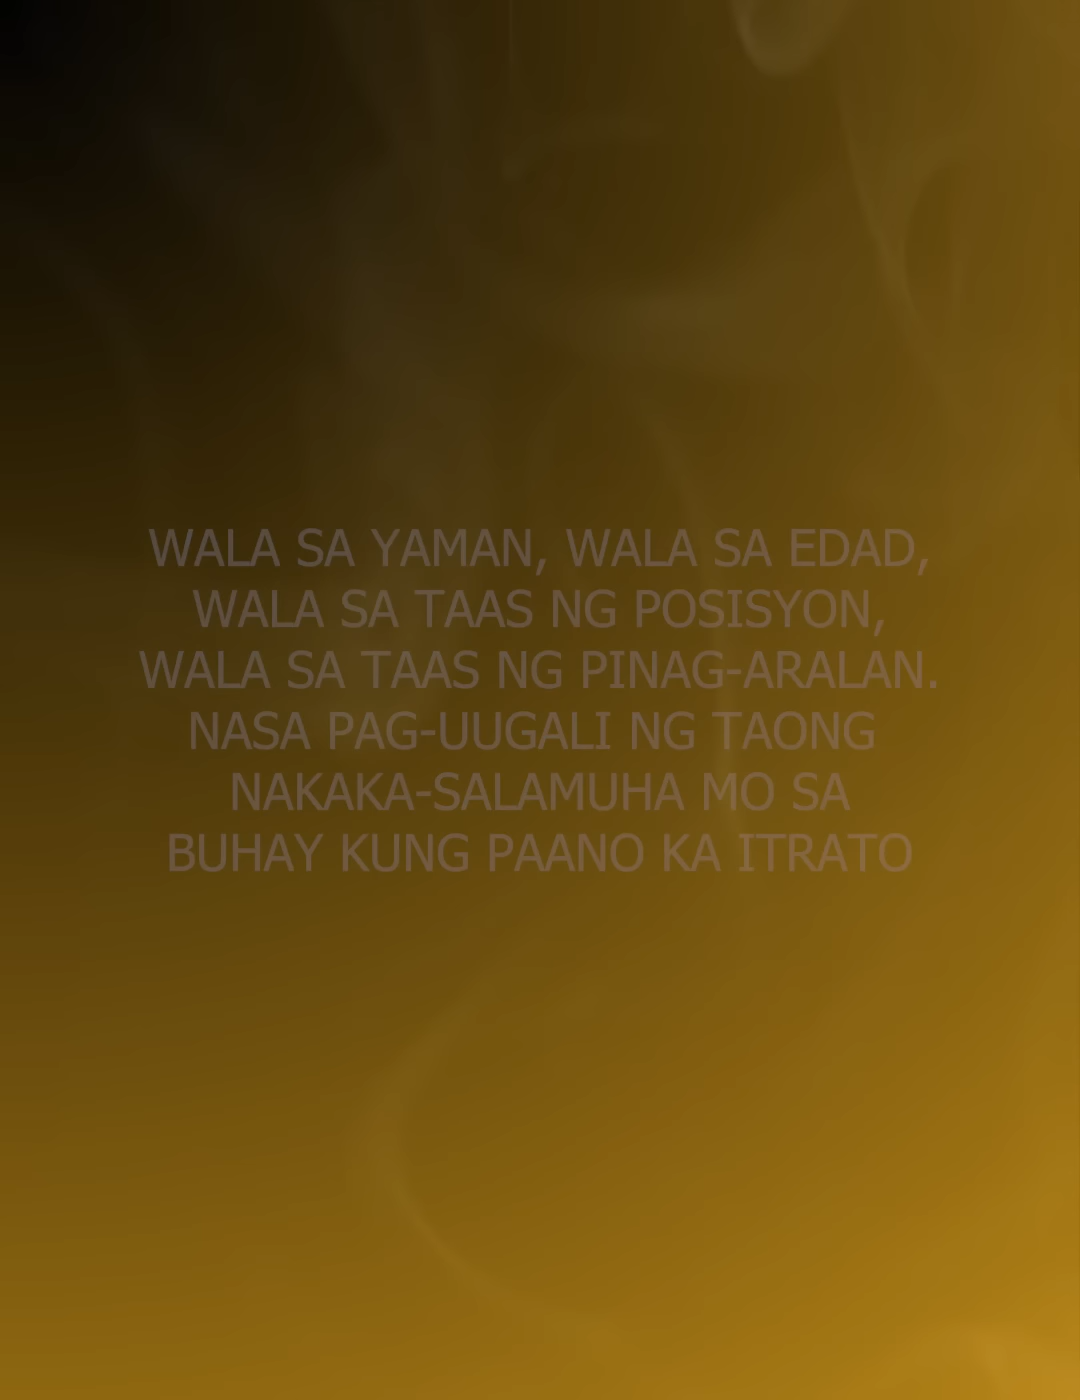 WALA SA YAMAN, WALA SA EDAD,
WALA SA TAAS NG POSISYON,
WALA SA TAAS NG PINAG-ARALAN.
NASA PAG-UUGALI NG TAONG
NAKAKA-SALAMUHA MO SA
BUHAY KUNG PAANO KA ITRATO